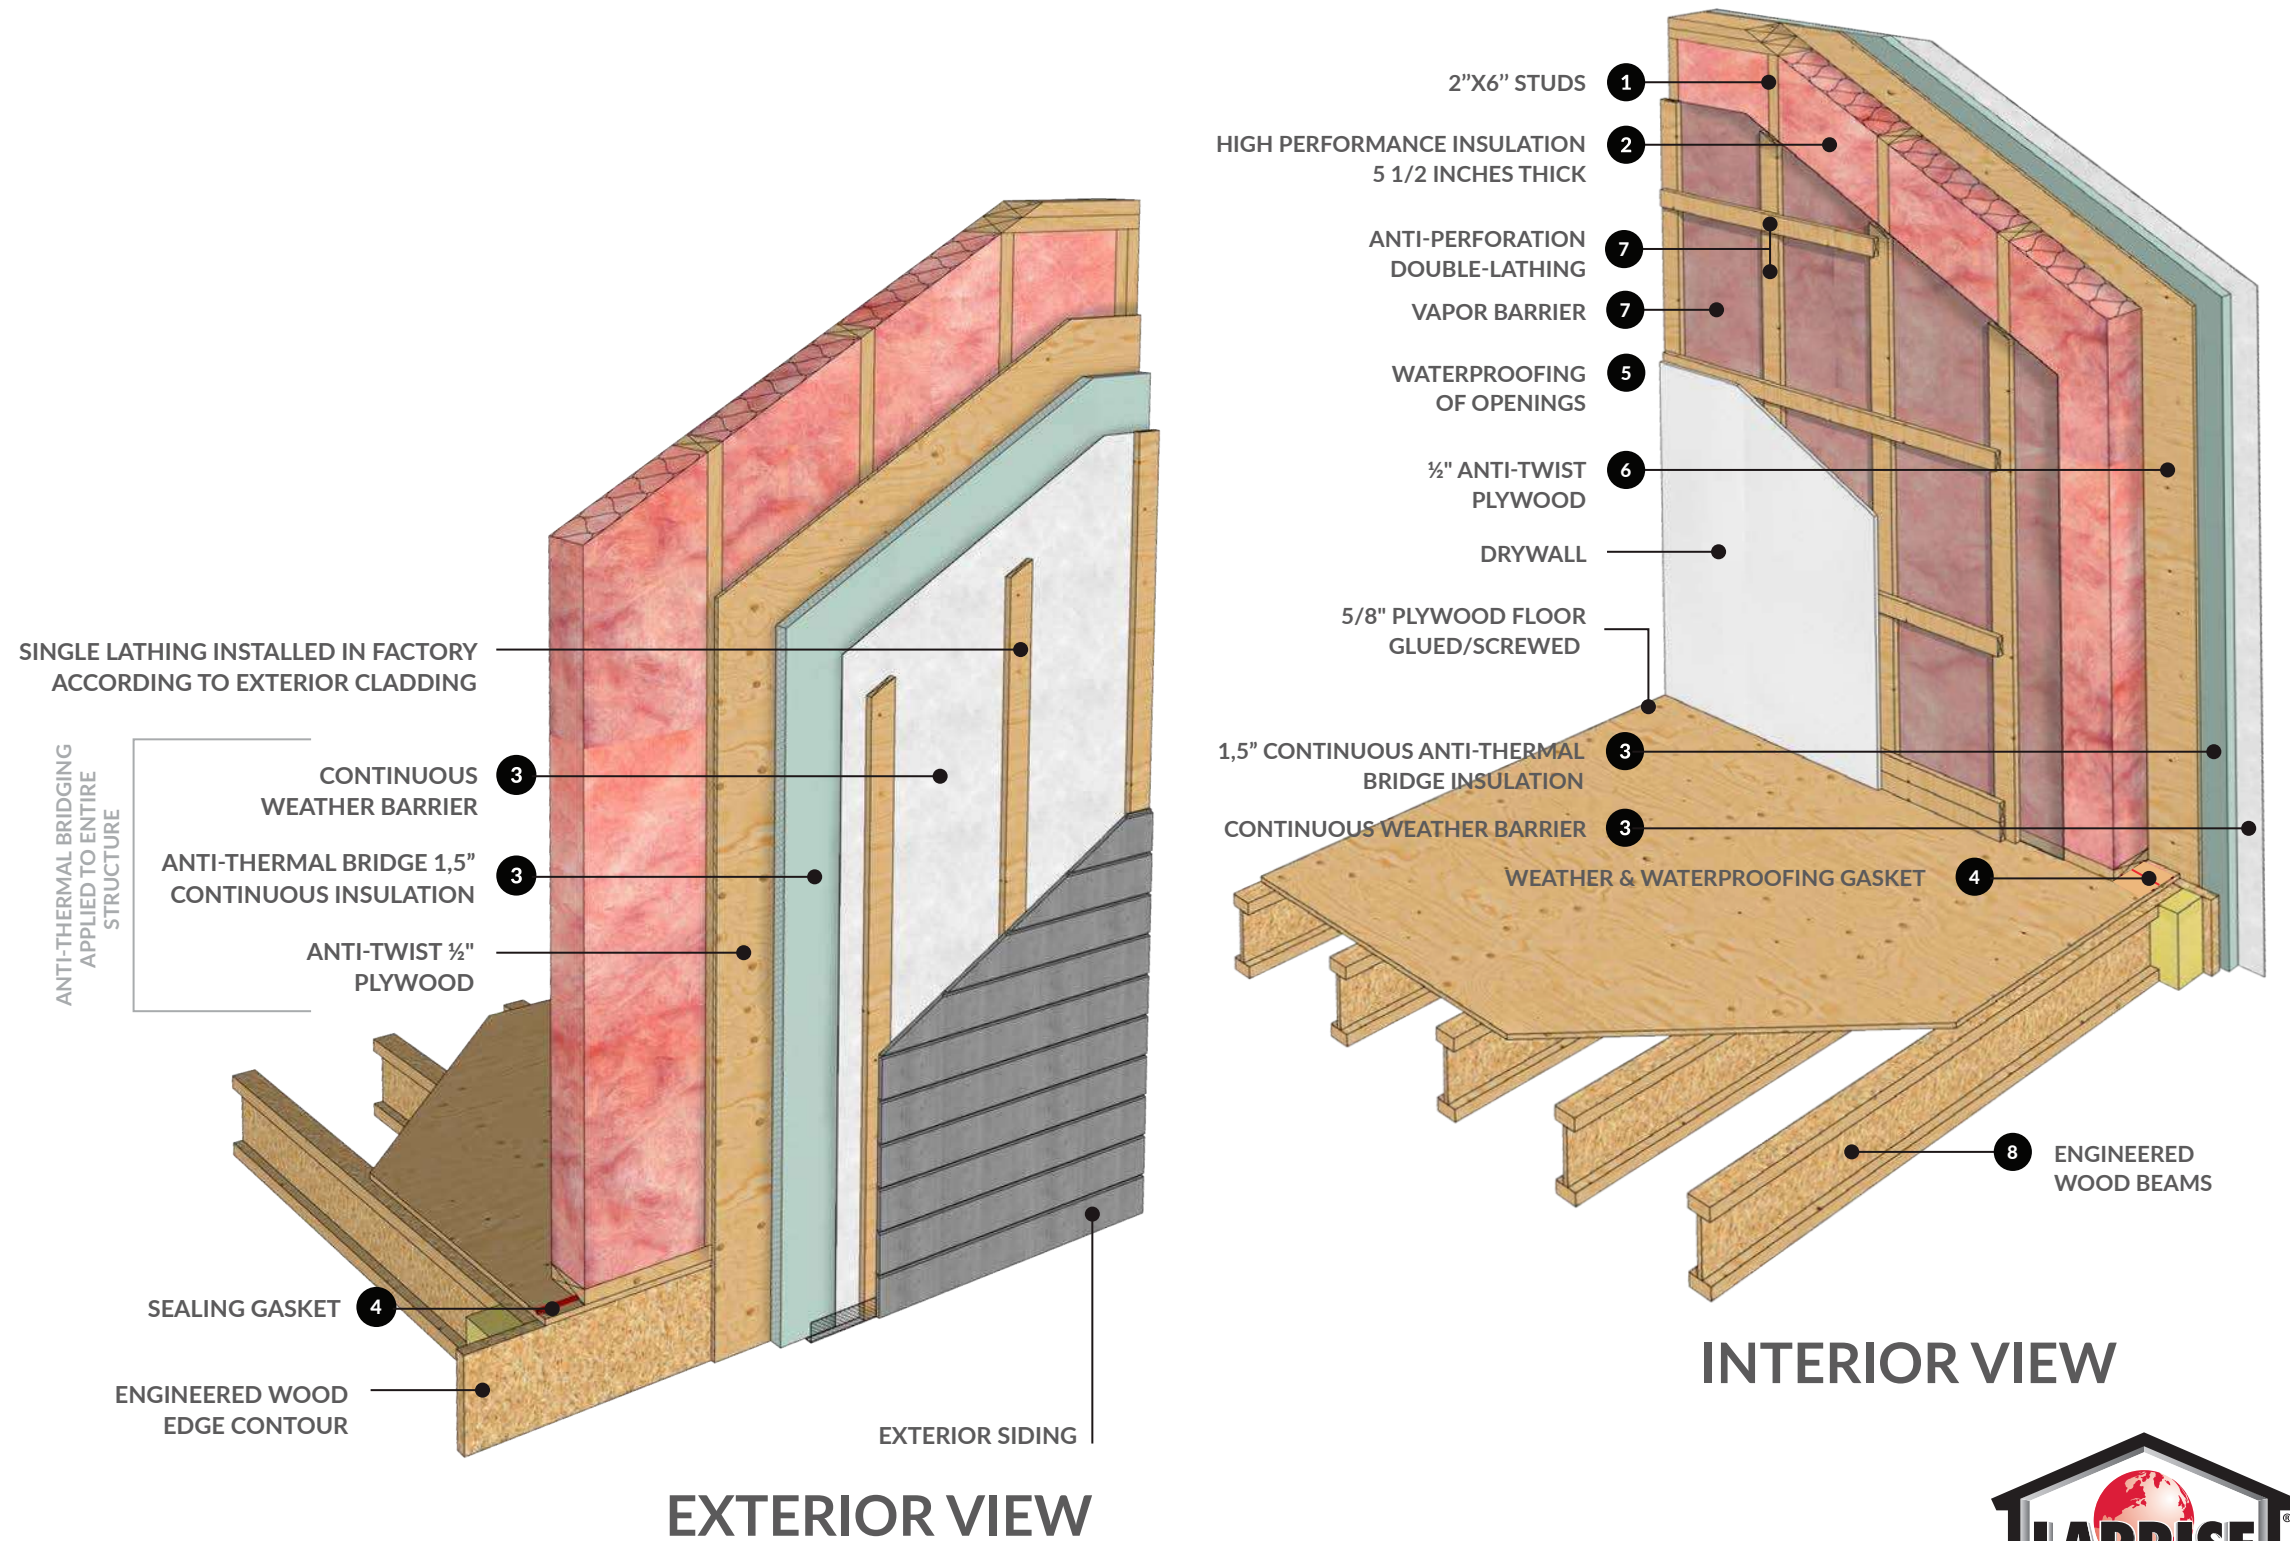 SINGLE LATHING INSTALLED IN FACTORY
ACCORDING TO EXTERIOR CLADDING
ANTI-THERMAL BRIDGING
APPLIED TO ENTIRE
STRUCTURE
CONTINUOUS
WEATHER BARRIER
3
ANTI-THERMAL BRIDGE 1,5”
CONTINUOUS INSULATION
3
ANTI-TWIST ½"
PLYWOOD
SEALING GASKET 4
ENGINEERED WOOD
EDGE CONTOUR
EXTERIOR SIDING
EXTERIOR VIEW
2”X6’’ STUDS 1
HIGH PERFORMANCE INSULATION 2
5 1/2 INCHES THICK
ANTI-PERFORATION
DOUBLE-LATHING
7
VAPOR BARRIER 7
WATERPROOFING 5
OF OPENINGS
½" ANTI-TWIST 6
PLYWOOD
DRYWALL
5/8" PLYWOOD FLOOR
GLUED/SCREWED
1,5” CONTINUOUS ANTI-THERMAL 3
BRIDGE INSULATION
CONTINUOUS WEATHER BARRIER 3
WEATHER & WATERPROOFING GASKET 4
8 ENGINEERED
WOOD BEAMS
INTERIOR VIEW
LAPRISE ®